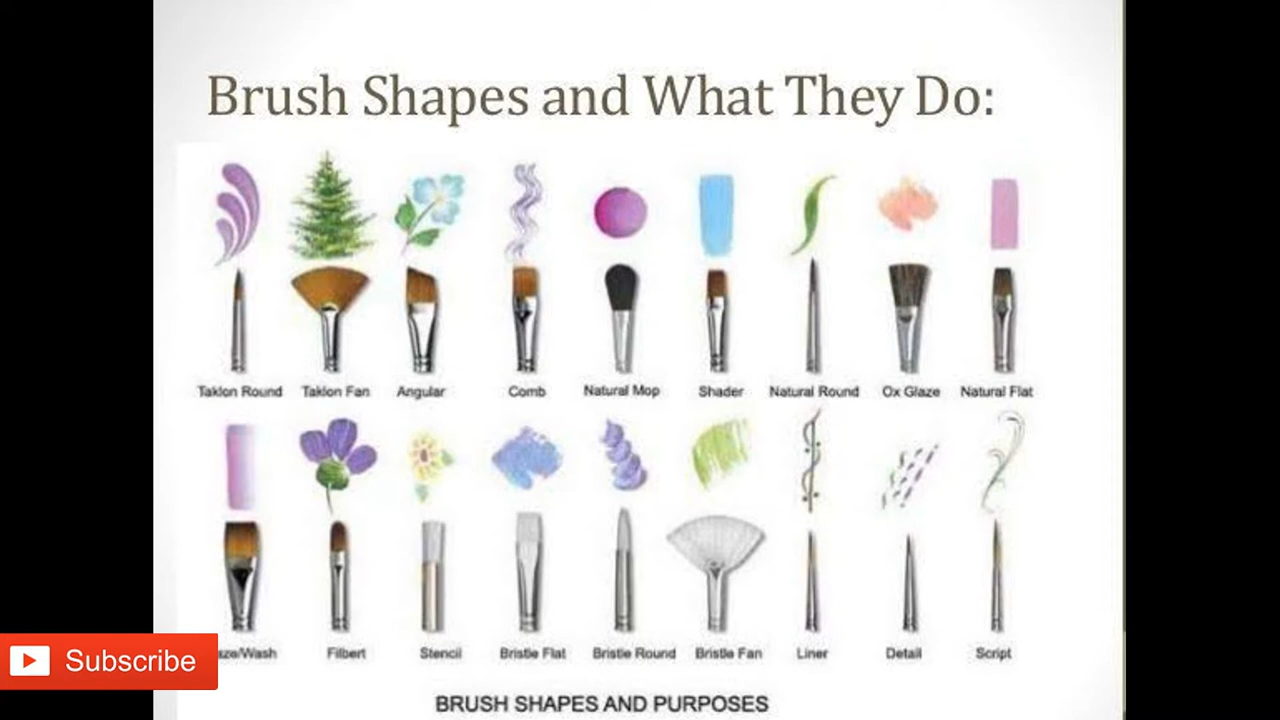 Brush Shapes and What They Do:
Taklon Round Taklon Fan Angular Comb Natural Mop Shader Natural Round Ox Glaze Natural Flat
Filbert Stencil Bristle Flat Bristle Round Bristle Fan Liner Detail Script
Subscribe
BRUSH SHAPES AND PURPOSES